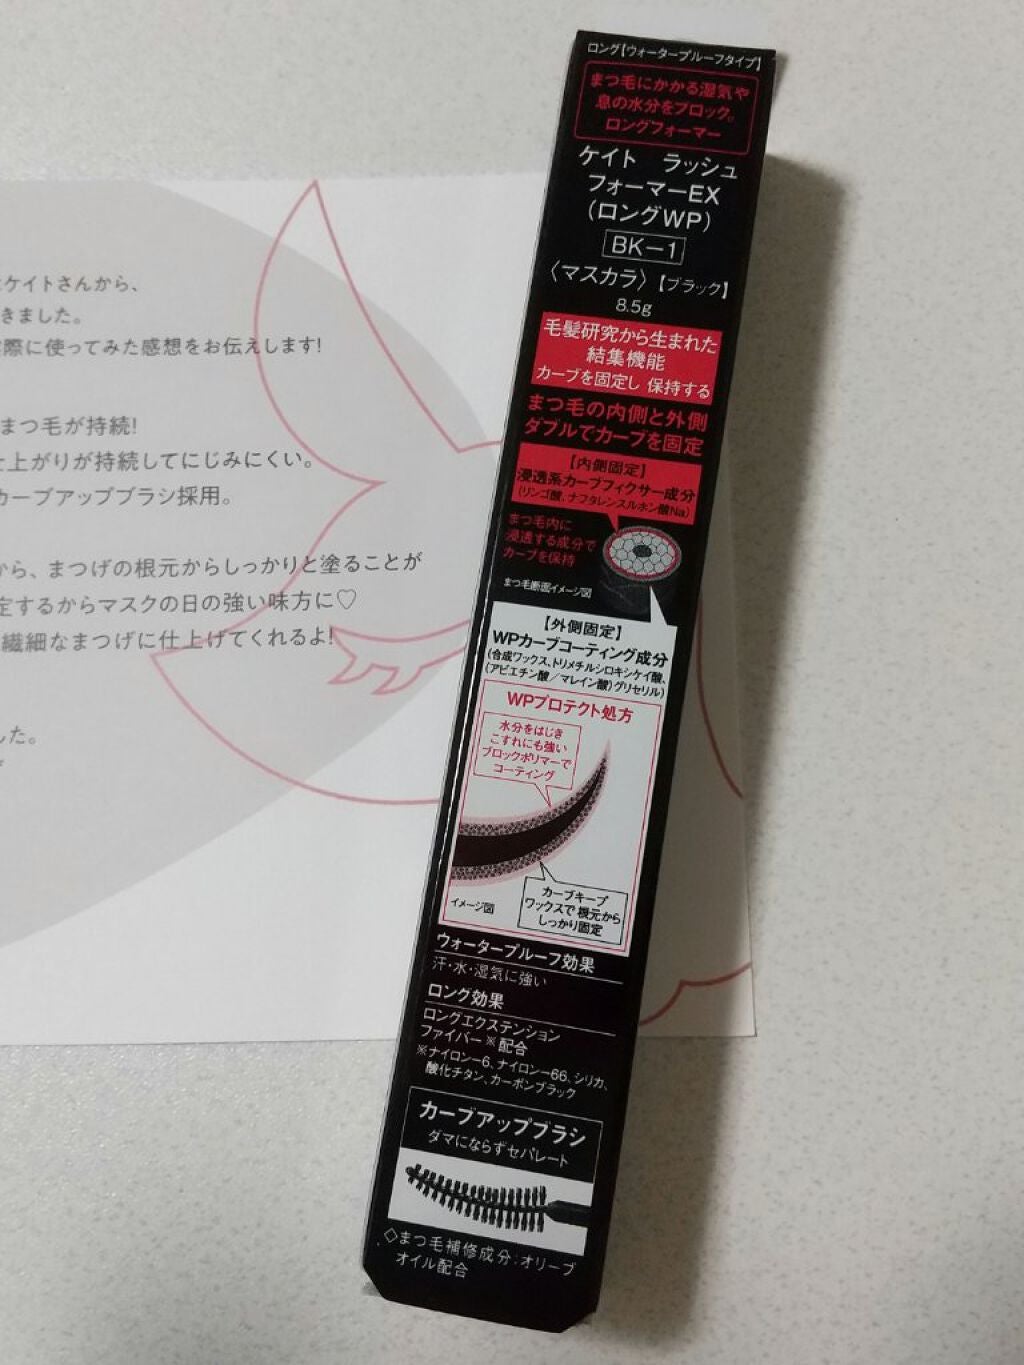 ロング【ウォータープルーフタイプ】
まつ毛にかかる湿気や
息の水分をブロック。
ロングフォーマー
ケイト ラッシュ
フォーマーEX
(ロングWP)
BK-1
〈マスカラ〉【ブラック】
8.5g
毛髪研究から生まれた
結集機能
カーブを固定し 保持する
まつ毛の内側と外側
ダブルでカーブを固定
【内側固定】
浸透系カーブフィクサー成分
(リンゴ酸、ナフタレンスルホン酸Na)
まつ毛内に
浸透する成分で
カーブを保持
まつ毛断面イメージ図
【外側固定】
WPカーブコーティング成分
(合成ワックス、トリメチルシロキシケイ酸、
(アビエチン酸/マレイン酸)グリセリル)
WPプロテクト処方
水分をはじき
こすれにも強い
ブロックポリマーで
コーティング
カーブキープ
ワックスで根元から
しっかり固定
イメージ図
ウォータープルーフ効果
汗・水・湿気に強い
ロング効果
ロングエクステンション
ファイバー※配合
※ナイロン-6、ナイロン-66、シリカ、
酸化チタン、カーボンブラック
カーブアップブラシ
ダマにならずセパレート
◇まつ毛補修成分:オリーブ
オイル配合
ケイトさんから、
きました。
際に使ってみた感想をお伝えします!
まつ毛が持続!
上がりが持続してにじみにくい。
カーブアップブラシ採用。
から、まつげの根元からしっかりと塗ることが
定するからマスクの日の強い味方に♡
繊細なまつげに仕上げてくれるよ!
した。